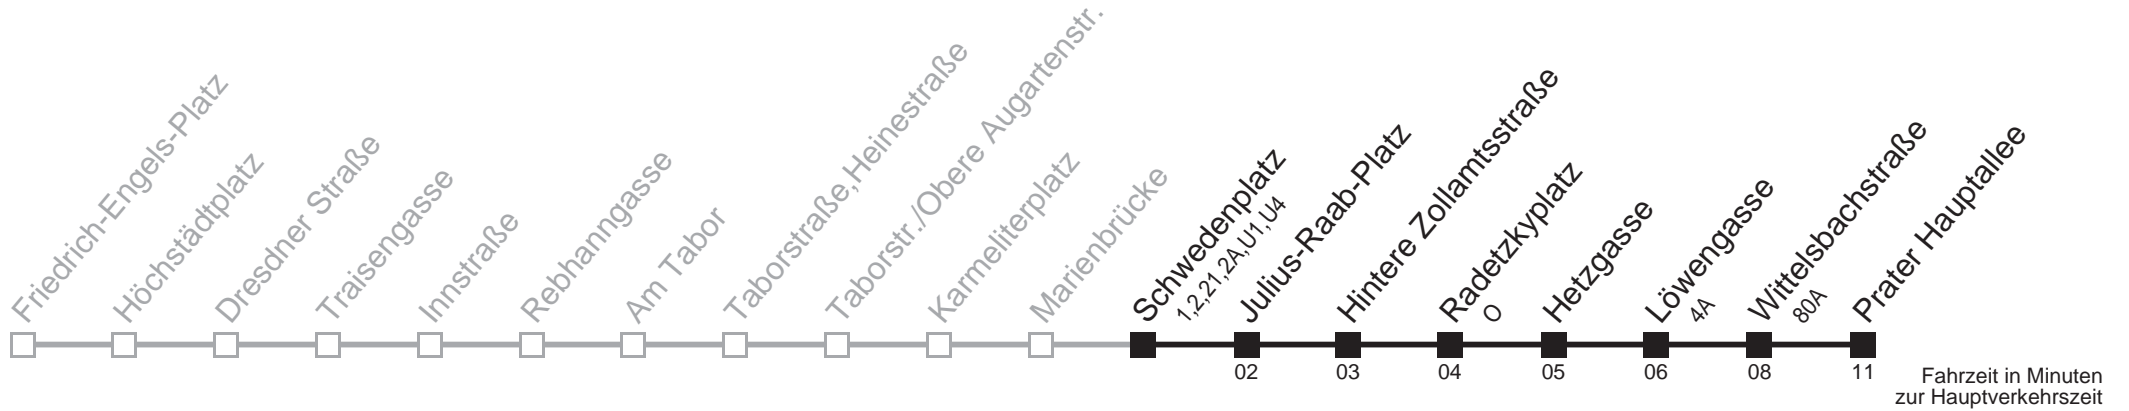 Friedrich-Engels-Platz
Höchstädtplatz
Dresdner Straße
Traisengasse
Innstraße
Rebhanngasse
Am Tabor
Taborstraße,Heinestraße
Taborstr./Obere Augartenstr.
Karmeliterplatz
Marienbrücke
Schwedenplatz
1,2,21,2A,U1,U4
Julius-Raab-Platz
Hintere Zollamtsstraße
Radetzkyplatz
O
Hetzgasse
Löwengasse
4A
Wittelsbachstraße
80A
Prater Hauptallee
02
03
04
05
06
08
11
Fahrzeit in Minuten
zur Hauptverkehrszeit